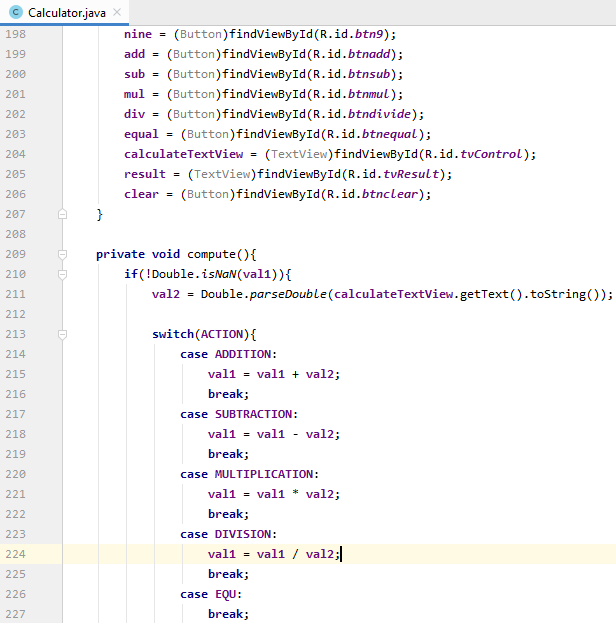 Calculator.java
198 nine = (Button)findViewById(R.id.btn9);
199 add = (Button)findViewById(R.id.btnadd);
200 sub = (Button)findViewById(R.id.btnsub);
201 mul = (Button)findViewById(R.id.btnmul);
202 div = (Button)findViewById(R.id.btndivide);
203 equal = (Button)findViewById(R.id.btnequal);
204 calculateTextView = (TextView)findViewById(R.id.tvControl);
205 result = (TextView)findViewById(R.id.tvResult);
206 clear = (Button)findViewById(R.id.btnclear);
207 }
208
209 private void compute(){
210 if(!Double.isNaN(val1)){
211 val2 = Double.parseDouble(calculateTextView.getText().toString());
212
213 switch(ACTION){
214 case ADDITION:
215 val1 = val1 + val2;
216 break;
217 case SUBTRACTION:
218 val1 = val1 - val2;
219 break;
220 case MULTIPLICATION:
221 val1 = val1 * val2;
222 break;
223 case DIVISION:
224 val1 = val1 / val2;
225 break;
226 case EQU:
227 break;